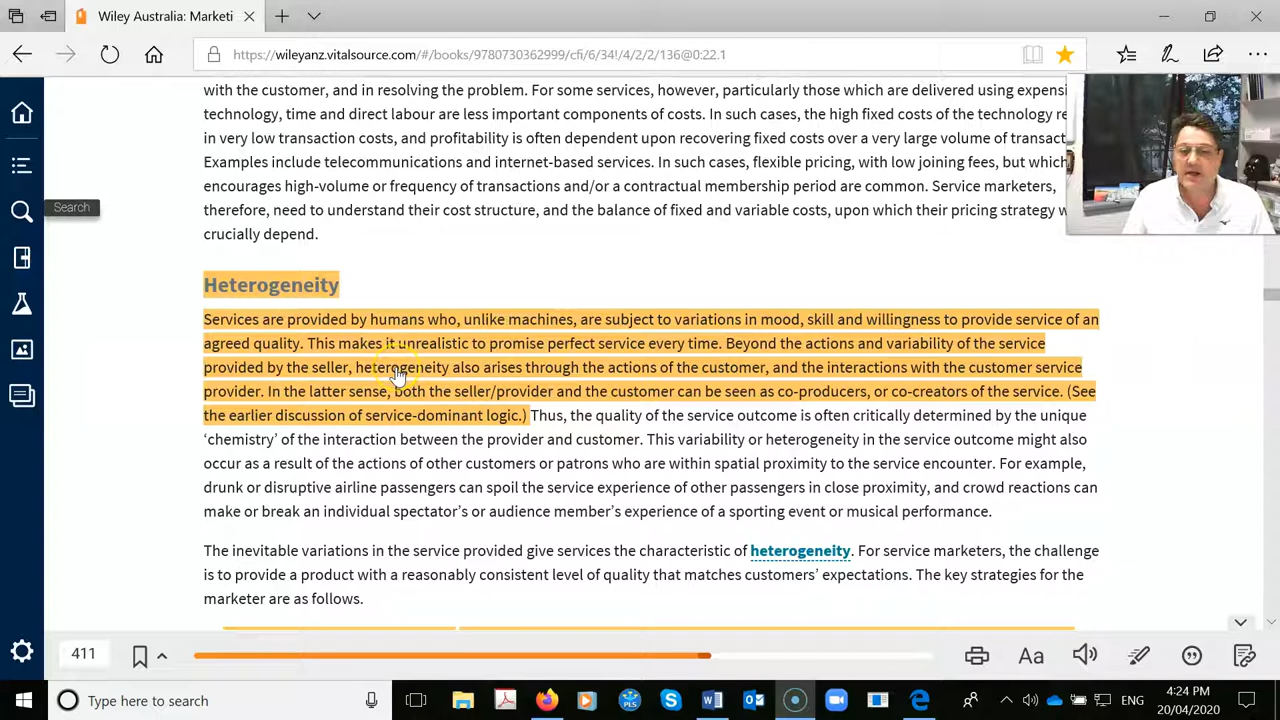 Wiley Australia: Marketi
https://wileyanz.vitalsource.com/#/books/9780730362999/cfi/6/34!/4/2/2/136@0:22.1
with the customer, and in resolving the problem. For some services, however, particularly those which are delivered using expensi
technology, time and direct labour are less important components of costs. In such cases, the high fixed costs of the technology re
in very low transaction costs, and profitability is often dependent upon recovering fixed costs over a very large volume of transact
Examples include telecommunications and internet-based services. In such cases, flexible pricing, with low joining fees, but which
encourages high-volume or frequency of transactions and/or a contractual membership period are common. Service marketers,
Search
therefore, need to understand their cost structure, and the balance of fixed and variable costs, upon which their pricing strategy w
crucially depend.
Heterogeneity
Services are provided by humans who, unlike machines, are subject to variations in mood, skill and willingness to provide service of an
agreed quality. This makes it unrealistic to promise perfect service every time. Beyond the actions and variability of the service
provided by the seller, heterogeneity also arises through the actions of the customer, and the interactions with the customer service
provider. In the latter sense, both the seller/provider and the customer can be seen as co-producers, or co-creators of the service. (See
the earlier discussion of service-dominant logic.) Thus, the quality of the service outcome is often critically determined by the unique
‘chemistry’ of the interaction between the provider and customer. This variability or heterogeneity in the service outcome might also
occur as a result of the actions of other customers or patrons who are within spatial proximity to the service encounter. For example,
drunk or disruptive airline passengers can spoil the service experience of other passengers in close proximity, and crowd reactions can
make or break an individual spectator’s or audience member’s experience of a sporting event or musical performance.
The inevitable variations in the service provided give services the characteristic of heterogeneity. For service marketers, the challenge
is to provide a product with a reasonably consistent level of quality that matches customers’ expectations. The key strategies for the
marketer are as follows.
411
Aa
Type here to search
ENG
4:24 PM
20/04/2020